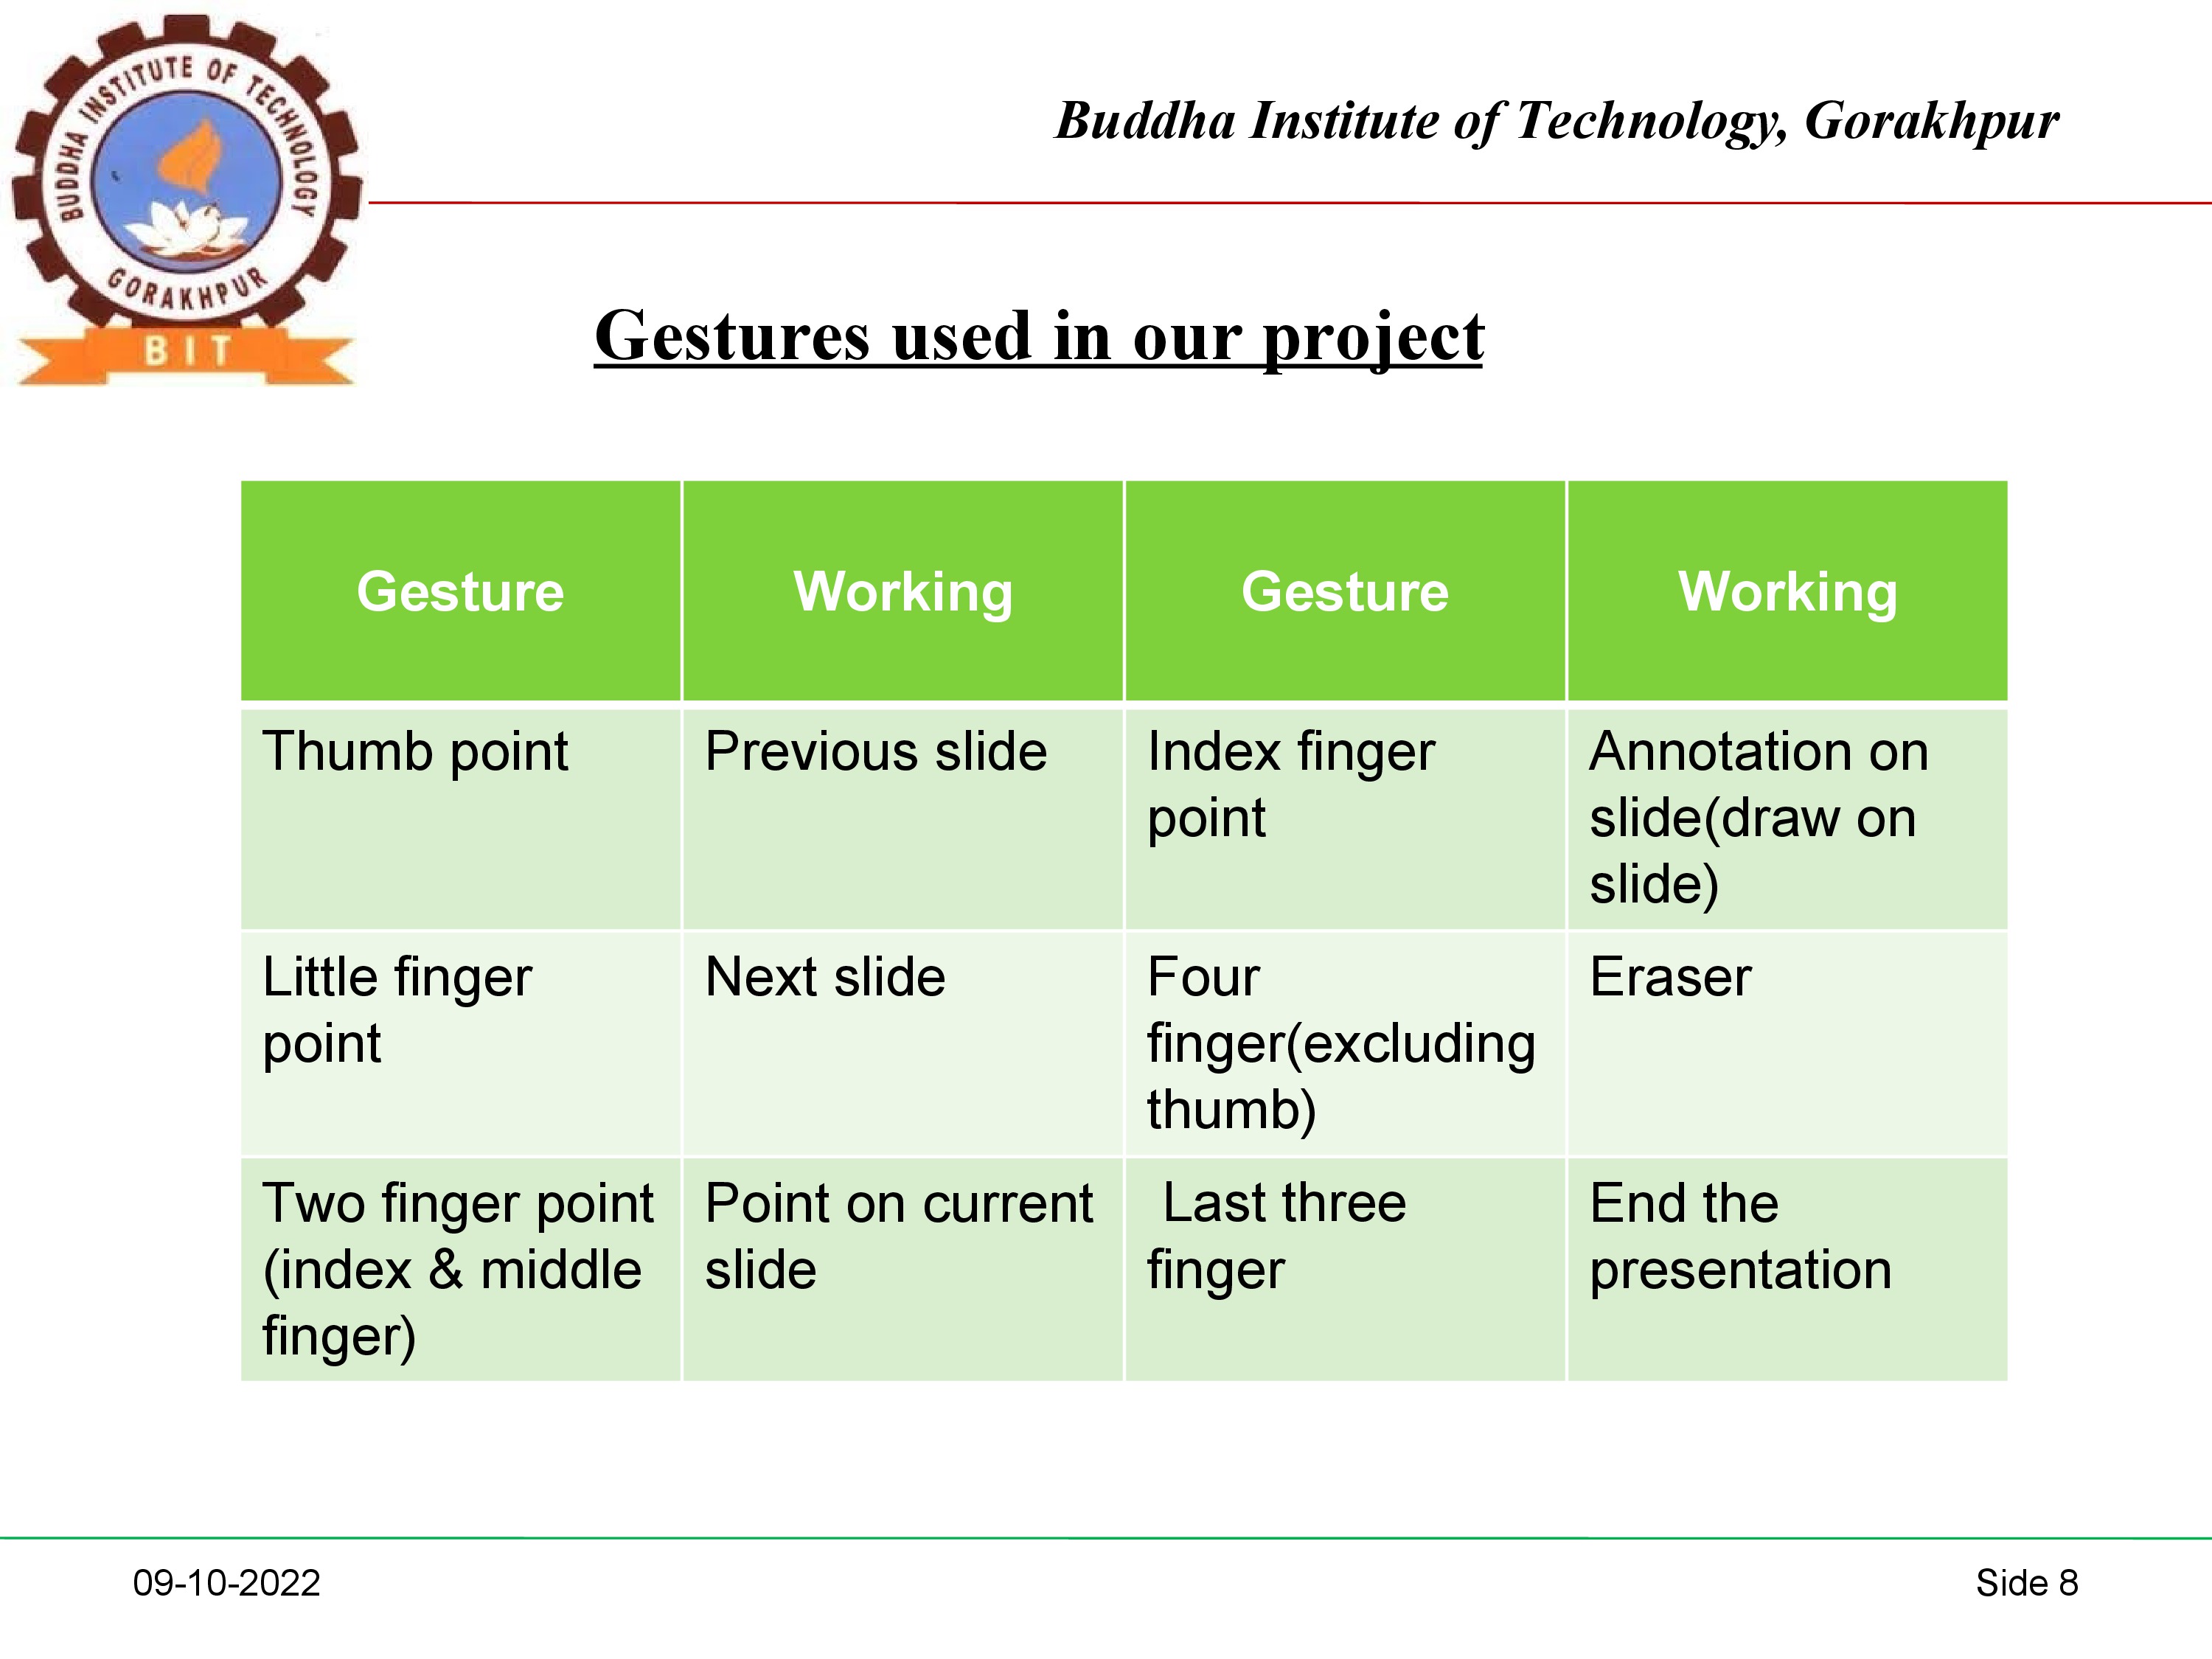 BUDDHA INSTITUTE OF TECHNOLOGY
GORAKHPUR
BIT
Buddha Institute of Technology, Gorakhpur
Gestures used in our project
Gesture
Working
Gesture
Working
Thumb point
Previous slide
Index finger
point
Annotation on
slide(draw on
slide)
Little finger
point
Next slide
Four
finger(excluding
thumb)
Eraser
Two finger point
(index & middle
finger)
Point on current
slide
Last three
finger
End the
presentation
09-10-2022
Side 8